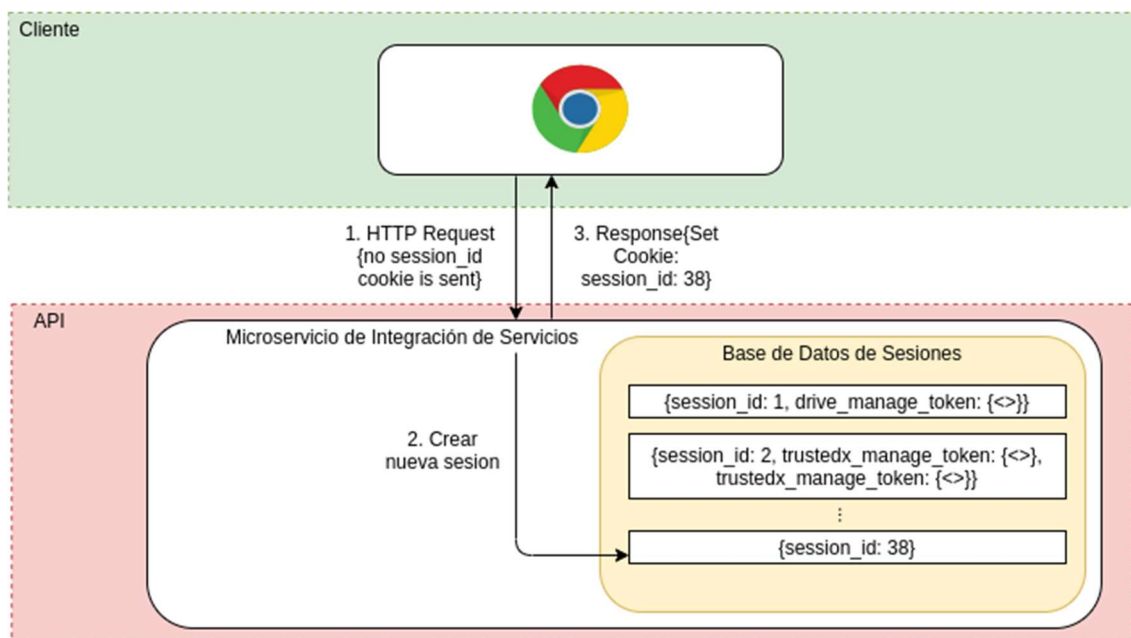 Cliente
1. HTTP Request
{no session_id
cookie is sent}
3. Response{Set
Cookie:
session_id: 38}
API
Microservicio de Integración de Servicios
Base de Datos de Sesiones
{session_id: 1, drive_manage_token: {<>}}
2. Crear
nueva sesion
{session_id: 2, trustedx_manage_token: {<>},
trustedx_manage_token: {<>}}
⋮
{session_id: 38}